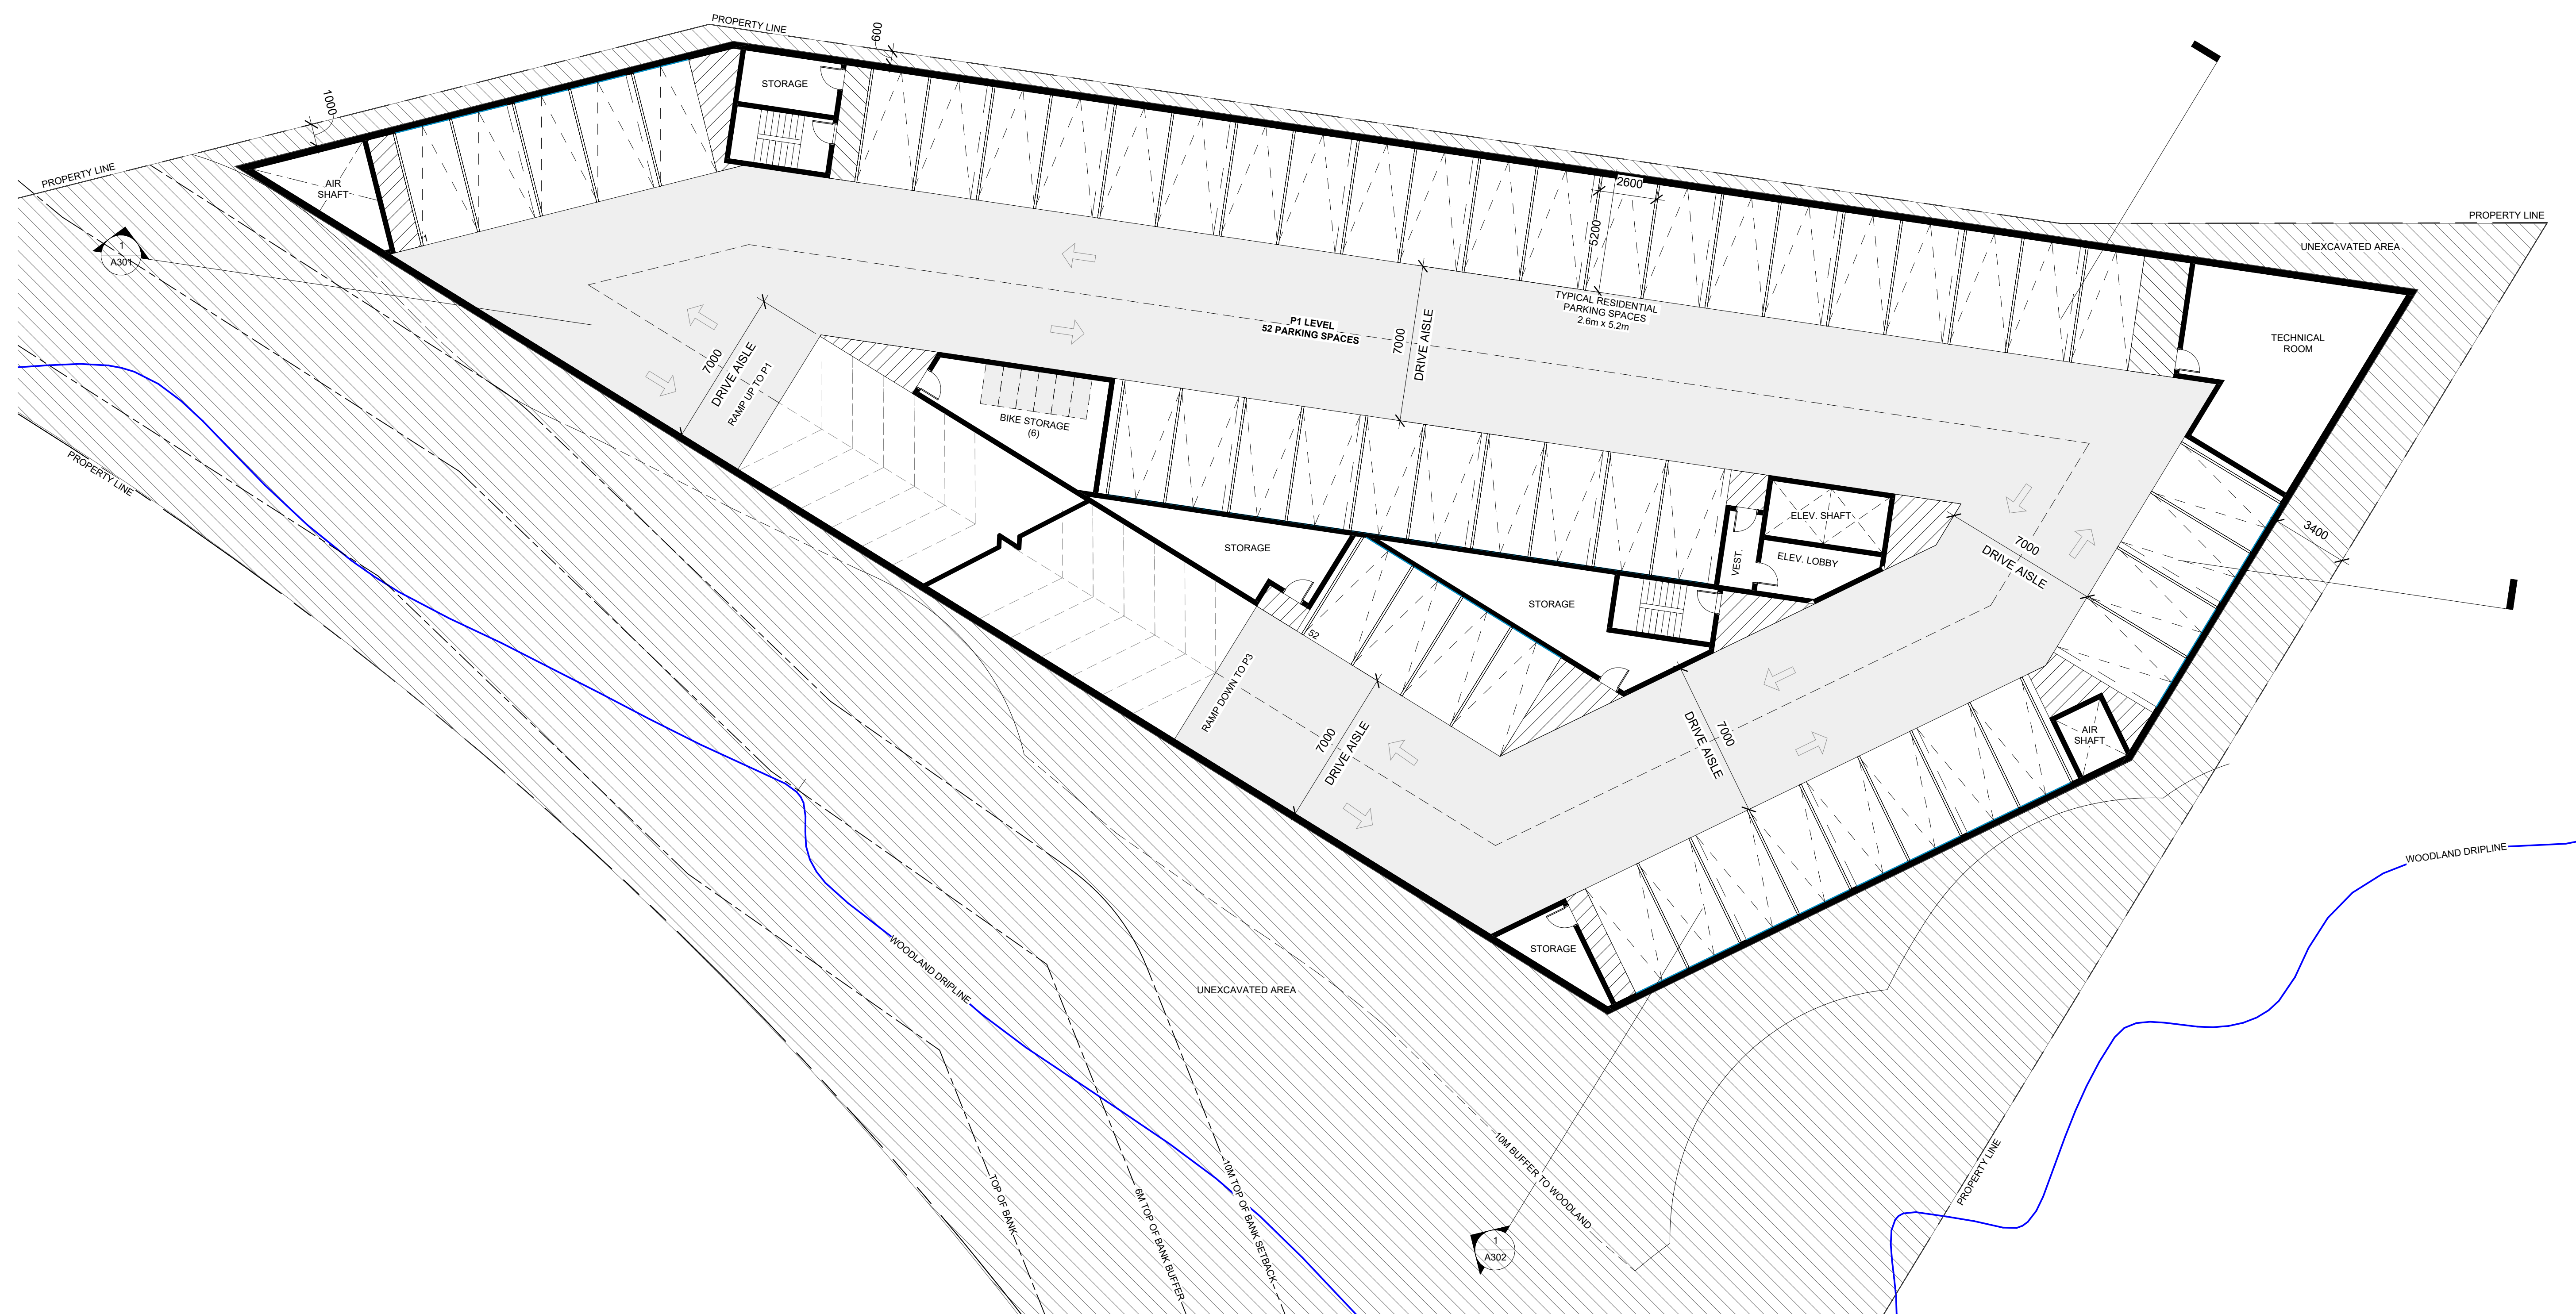 PROPERTY LINE
600
1000
STORAGE
PROPERTY LINE
AIR
SHAFT
1
A301
1
2600
5200
PROPERTY LINE
UNEXCAVATED AREA
TYPICAL RESIDENTIAL
PARKING SPACES
2.6m x 5.2m
P1 LEVEL
52 PARKING SPACES
7000
DRIVE AISLE
TECHNICAL
ROOM
7000
DRIVE AISLE
RAMP UP TO P1
BIKE STORAGE
(6)
PROPERTY LINE
ELEV. SHAFT
VEST.
ELEV. LOBBY
STORAGE
STORAGE
52
7000
DRIVE AISLE
3400
RAMP DOWN TO P3
7000
DRIVE AISLE
7000
DRIVE AISLE
AIR
SHAFT
WOODLAND DRIPLINE
STORAGE
WOODLAND DRIPLINE
UNEXCAVATED AREA
10M BUFFER TO WOODLAND
PROPERTY LINE
TOP OF BANK
6M TOP OF BANK BUFFER
10M TOP OF BANK SETBACK
1
A302